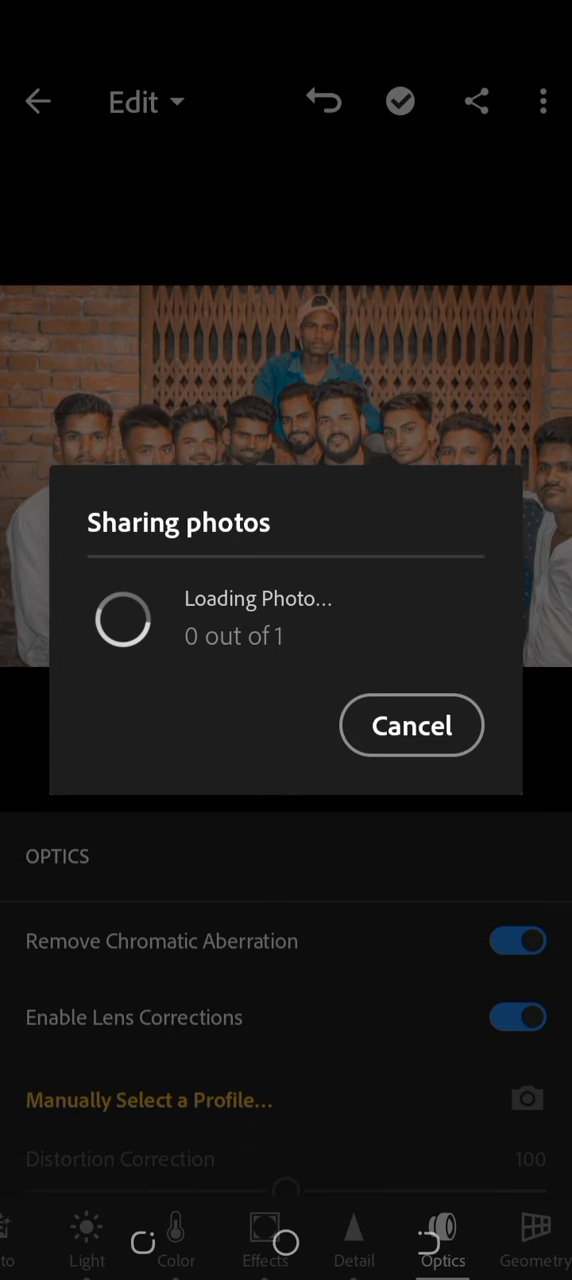 Edit
Sharing photos
Loading Photo...
0 out of 1
Cancel
OPTICS
Remove Chromatic Aberration
Enable Lens Corrections
Manually Select a Profile...
Distortion Correction 100
to Light Color Effects Detail Optics Geometry